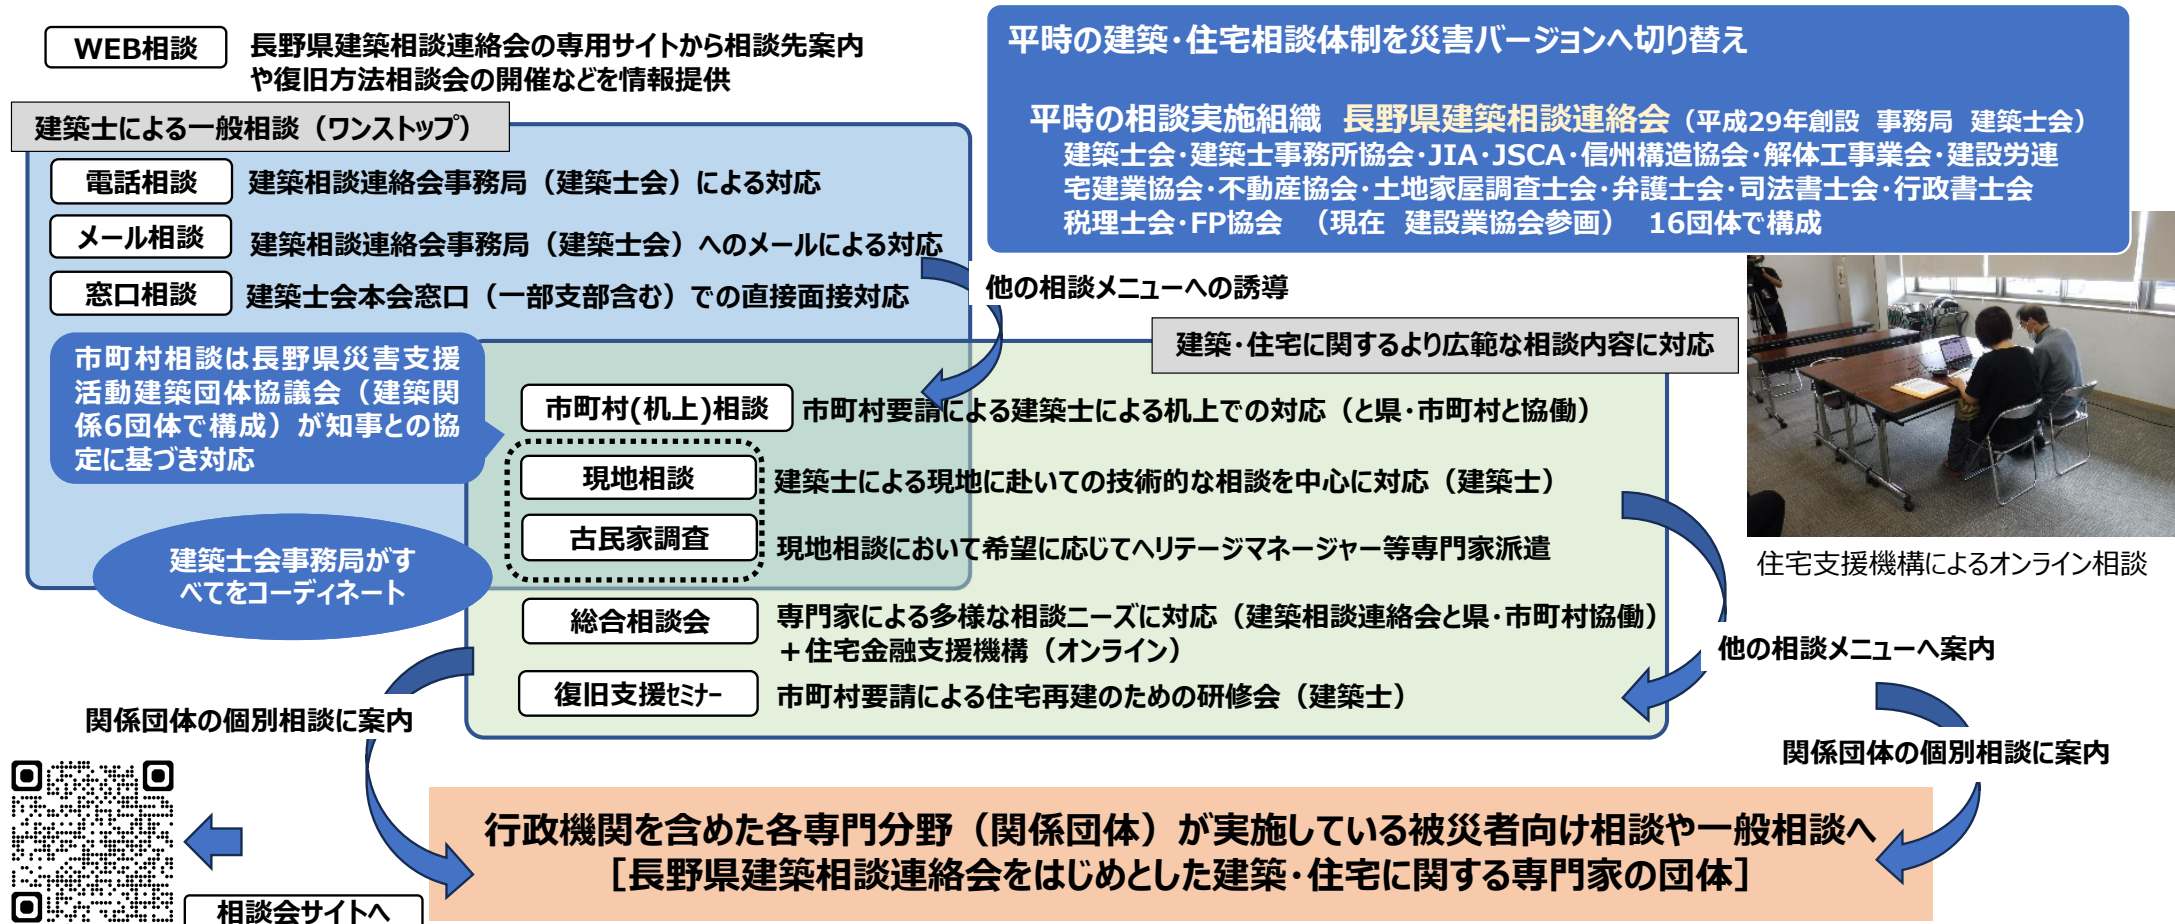 WEB相談
長野県建築相談連絡会の専用サイトから相談先案内
や復旧方法相談会の開催などを情報提供
平時の建築･住宅相談体制を災害バージョンへ切り替え
平時の相談実施組織 長野県建築相談連絡会（平成29年創設 事務局 建築士会）
建築士会･建築士事務所協会･JIA･JSCA･信州構造協会･解体工事業会･建設労連
宅建業協会･不動産協会･土地家屋調査士会･弁護士会･司法書士会･行政書士会
税理士会･FP協会 （現在 建設業協会参画） 16団体で構成
建築士による一般相談（ワンストップ）
電話相談
建築相談連絡会事務局（建築士会）による対応
メール相談
建築相談連絡会事務局（建築士会）へのメールによる対応
窓口相談
建築士会本会窓口（一部支部含む）での直接面接対応
他の相談メニューへの誘導
建築･住宅に関するより広範な相談内容に対応
市町村相談は長野県災害支援
活動建築団体協議会（建築関
係6団体で構成）が知事との協
定に基づき対応
市町村(机上)相談
市町村要請による建築士による机上での対応（と県･市町村と協働）
現地相談
建築士による現地に赴いての技術的な相談を中心に対応（建築士）
古民家調査
現地相談において希望に応じてヘリテージマネージャー等専門家派遣
建築士会事務局がす
べてをコーディネート
住宅支援機構によるオンライン相談
総合相談会
専門家による多様な相談ニーズに対応（建築相談連絡会と県･市町村協働）
＋住宅金融支援機構（オンライン）
他の相談メニューへ案内
復旧支援ｾﾐﾅｰ
市町村要請による住宅再建のための研修会（建築士）
関係団体の個別相談に案内
関係団体の個別相談に案内
行政機関を含めた各専門分野（関係団体）が実施している被災者向け相談や一般相談へ
［長野県建築相談連絡会をはじめとした建築･住宅に関する専門家の団体］
相談会サイトへ